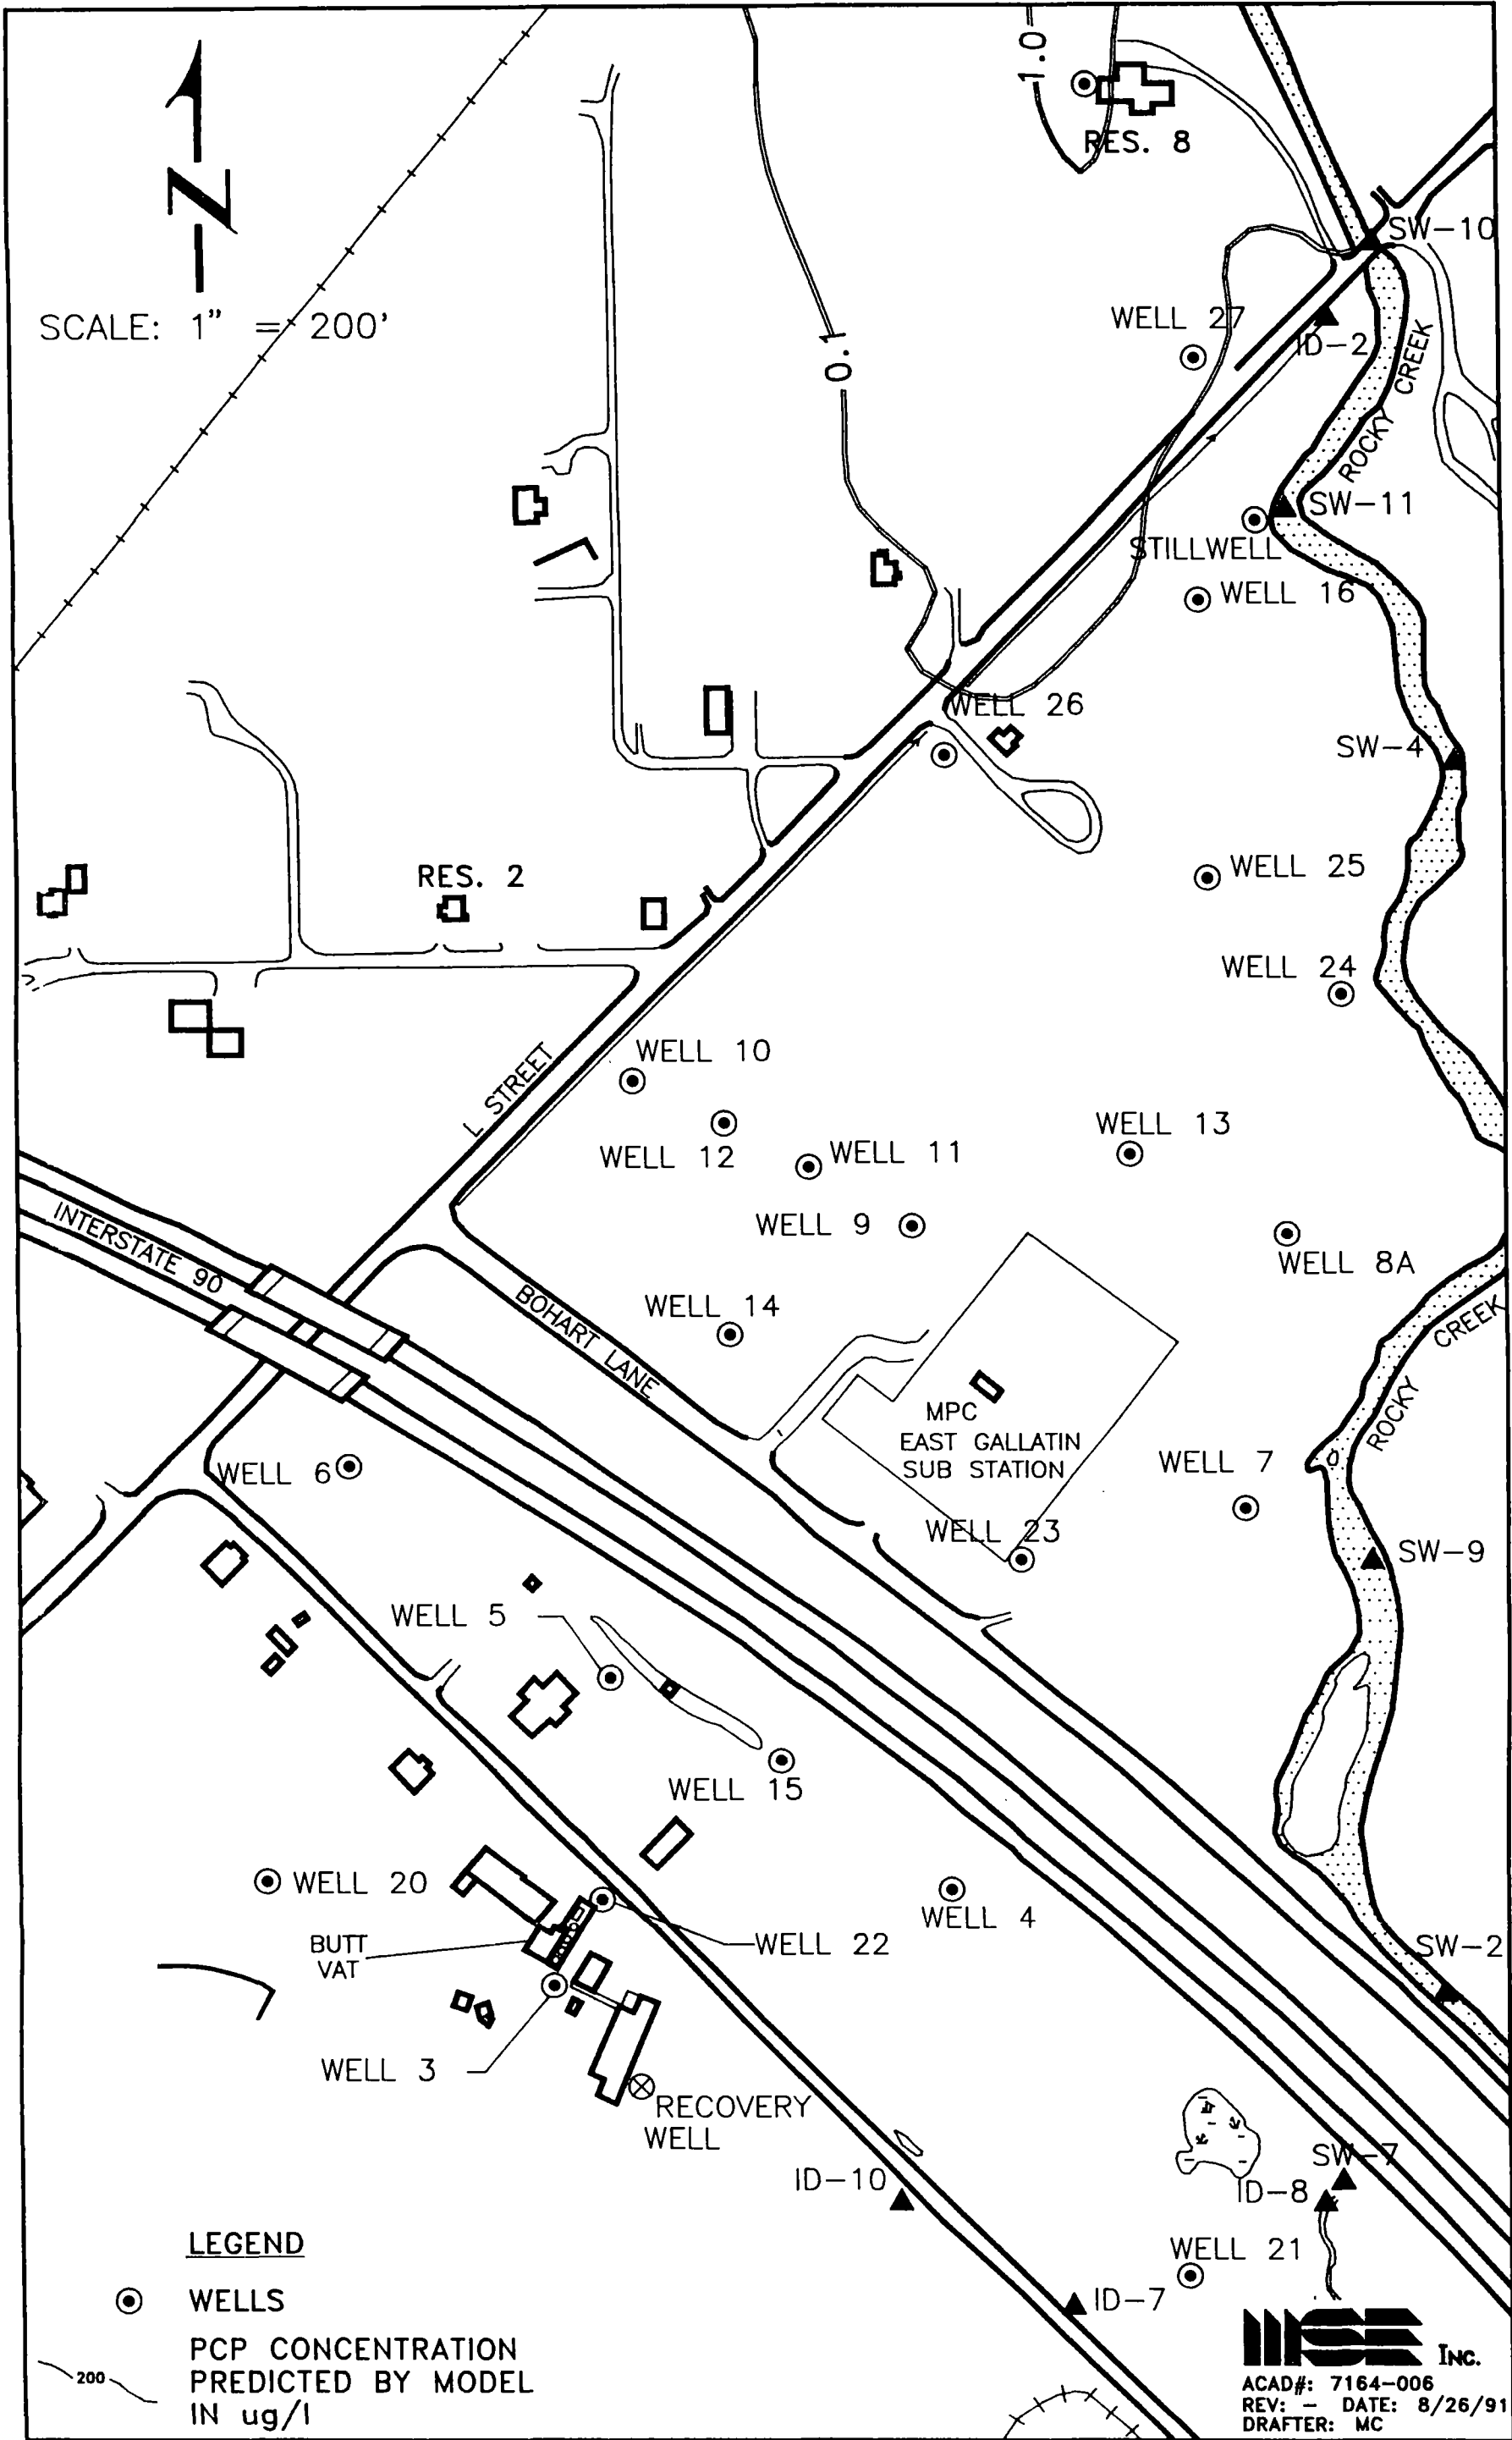 1.0
RES. 8
N
SW-10
SCALE: 1" = 200'
WELL 27
ID-2
0.1
ROCKY CREEK
SW-11
STILLWELL
WELL 16
WELL 26
SW-4
WELL 25
RES. 2
WELL 24
WELL 10
L STREET
WELL 13
WELL 12
WELL 11
INTERSTATE 90
WELL 9
WELL 8A
BOHART LANE
WELL 14
ROCKY CREEK
MPC
EAST GALLATIN
SUB STATION
WELL 6
WELL 7
WELL 23
SW-9
WELL 5
WELL 15
WELL 20
WELL 4
BUTT
VAT
WELL 22
SW-2
WELL 3
RECOVERY
WELL
SW-7
ID-10
ID-8
WELL 21
ID-7
LEGEND
WELLS
PCP CONCENTRATION
PREDICTED BY MODEL
IN ug/l
200
MSE INC.
ACAD#: 7164-006
REV: - DATE: 8/26/91
DRAFTER: MC